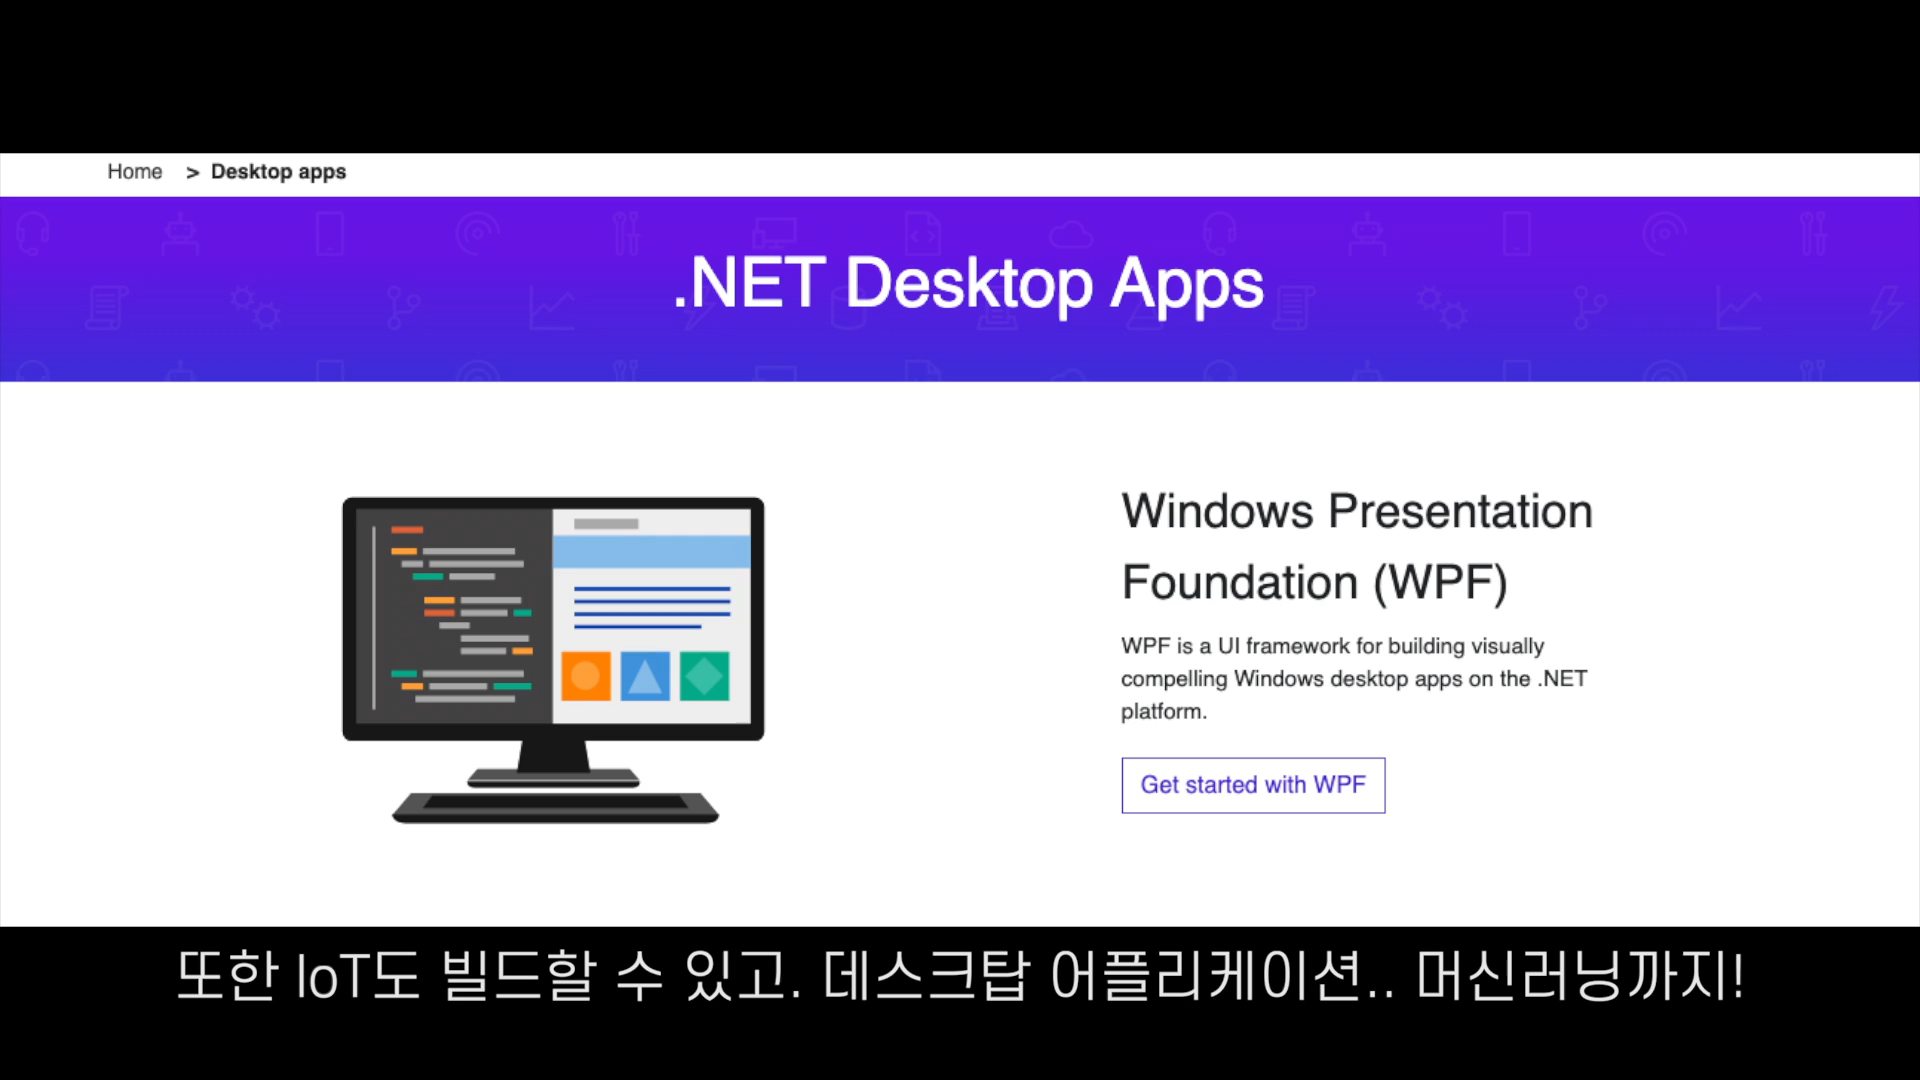 Home > Desktop apps
.NET Desktop Apps
Windows Presentation
Foundation (WPF)
WPF is a UI framework for building visually
compelling Windows desktop apps on the .NET
platform.
Get started with WPF
또한 IoT도 빌드할 수 있고. 데스크탑 어플리케이션.. 머신러닝까지!